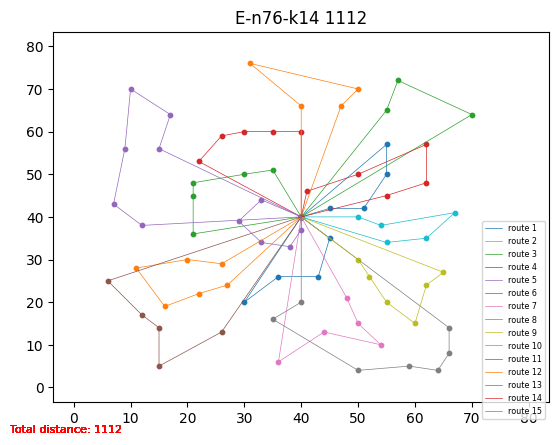 E-n76-k14 1112
80
70
60
50
40
30
20
10
0
0 10 20 30 40 50 60 70 80
route 1
route 2
route 3
route 4
route 5
route 6
route 7
route 8
route 9
route 10
route 11
route 12
route 13
route 14
route 15
Total distance: 1112